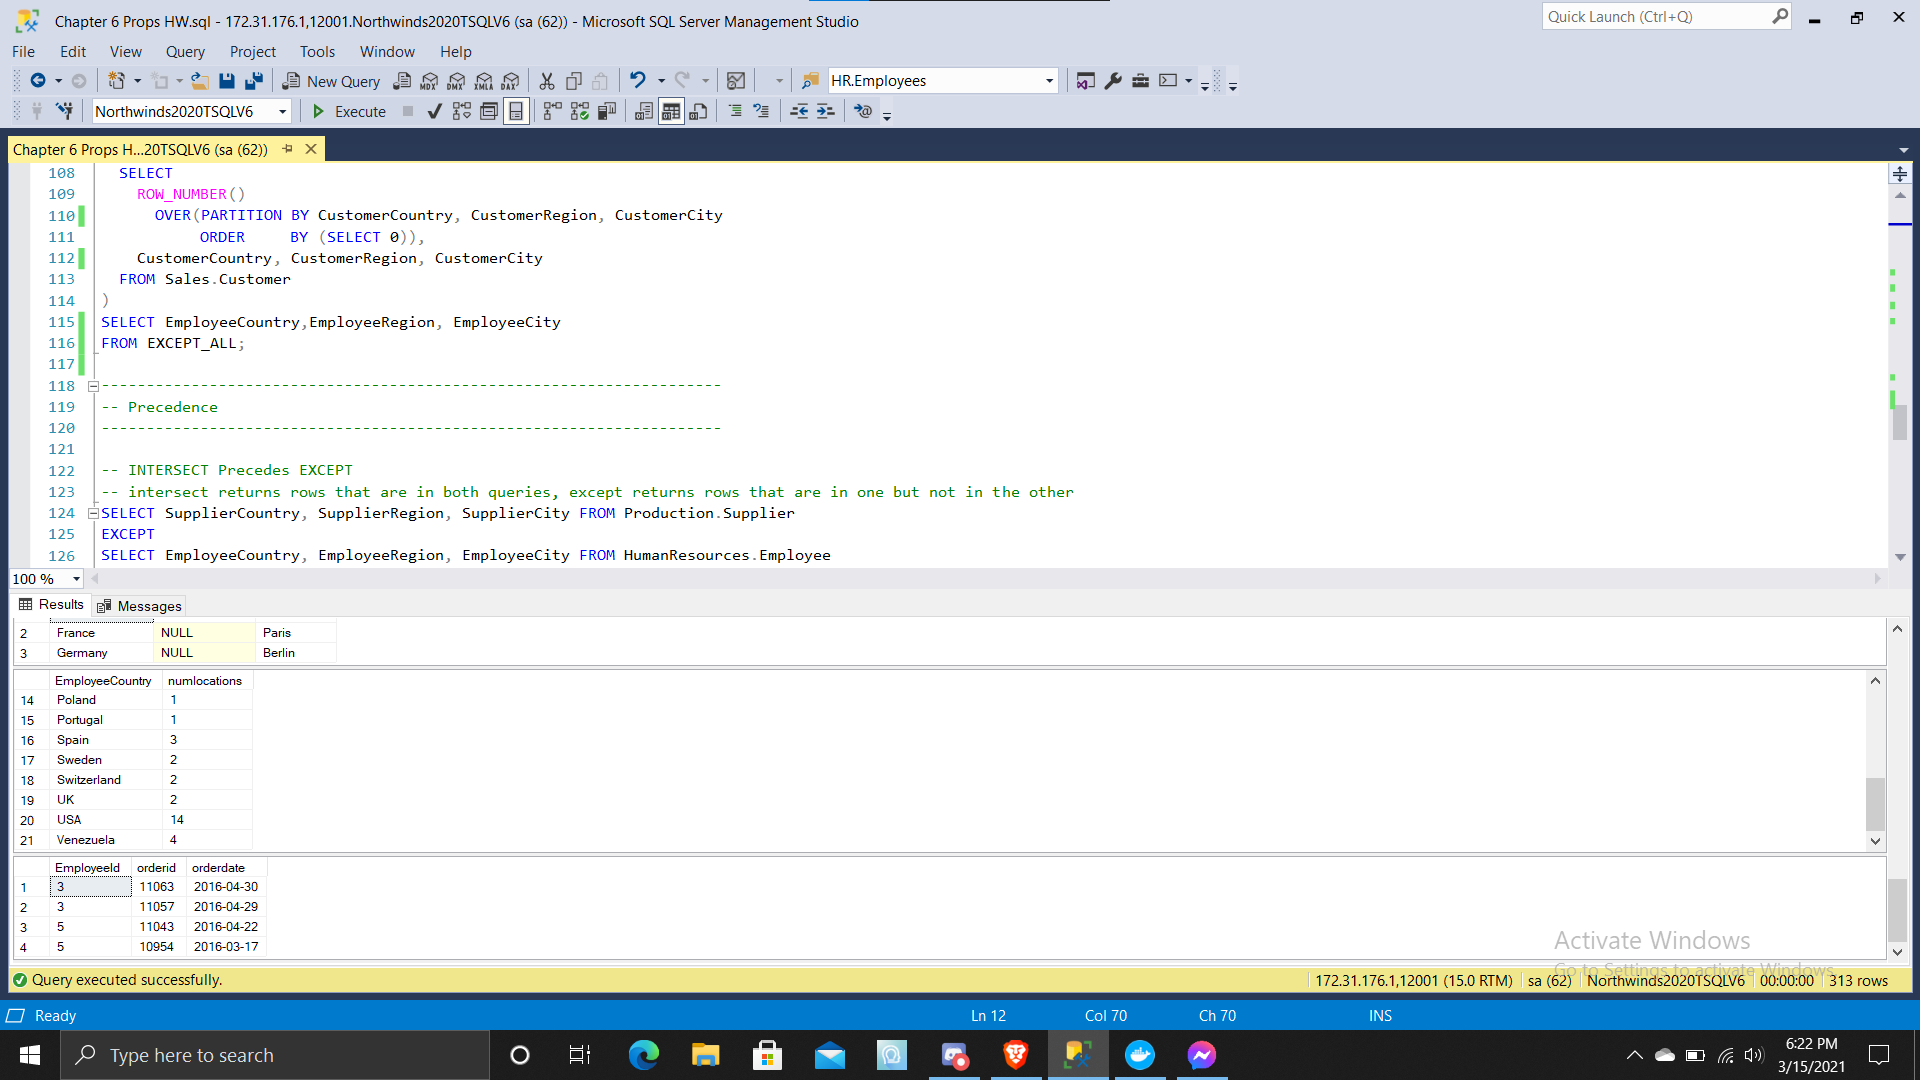 Chapter 6 Props HW.sql - 172.31.176.1,12001.Northwinds2020TSQLV6 (sa (62)) - Microsoft SQL Server Management Studio
Quick Launch (Ctrl+Q)
File Edit View Query Project Tools Window Help
New Query MDX DMX XMLA DAX HR.Employees
Northwinds2020TSQLV6 Execute
Chapter 6 Props H...20TSQLV6 (sa (62))
108 SELECT
109 ROW_NUMBER()
110 OVER(PARTITION BY CustomerCountry, CustomerRegion, CustomerCity
111 ORDER     BY (SELECT 0)),
112 CustomerCountry, CustomerRegion, CustomerCity
113 FROM Sales.Customer
114 )
115 SELECT EmployeeCountry,EmployeeRegion, EmployeeCity
116 FROM EXCEPT_ALL;
117
118 ---------------------------------------------------------------------
119 -- Precedence
120 ---------------------------------------------------------------------
121
122 -- INTERSECT Precedes EXCEPT
123 -- intersect returns rows that are in both queries, except returns rows that are in one but not in the other
124 SELECT SupplierCountry, SupplierRegion, SupplierCity FROM Production.Supplier
125 EXCEPT
126 SELECT EmployeeCountry, EmployeeRegion, EmployeeCity FROM HumanResources.Employee
100 %
Results Messages
2 France NULL Paris
3 Germany NULL Berlin
EmployeeCountry numlocations
14 Poland 1
15 Portugal 1
16 Spain 3
17 Sweden 2
18 Switzerland 2
19 UK 2
20 USA 14
21 Venezuela 4
EmployeeId orderid orderdate
1 3 11063 2016-04-30
2 3 11057 2016-04-29
3 5 11043 2016-04-22
4 5 10954 2016-03-17
Activate Windows
Go to Settings to activate Windows.
Query executed successfully. 172.31.176.1,12001 (15.0 RTM) sa (62) Northwinds2020TSQLV6 00:00:00 313 rows
Ready Ln 12 Col 70 Ch 70 INS
Type here to search
6:22 PM
3/15/2021